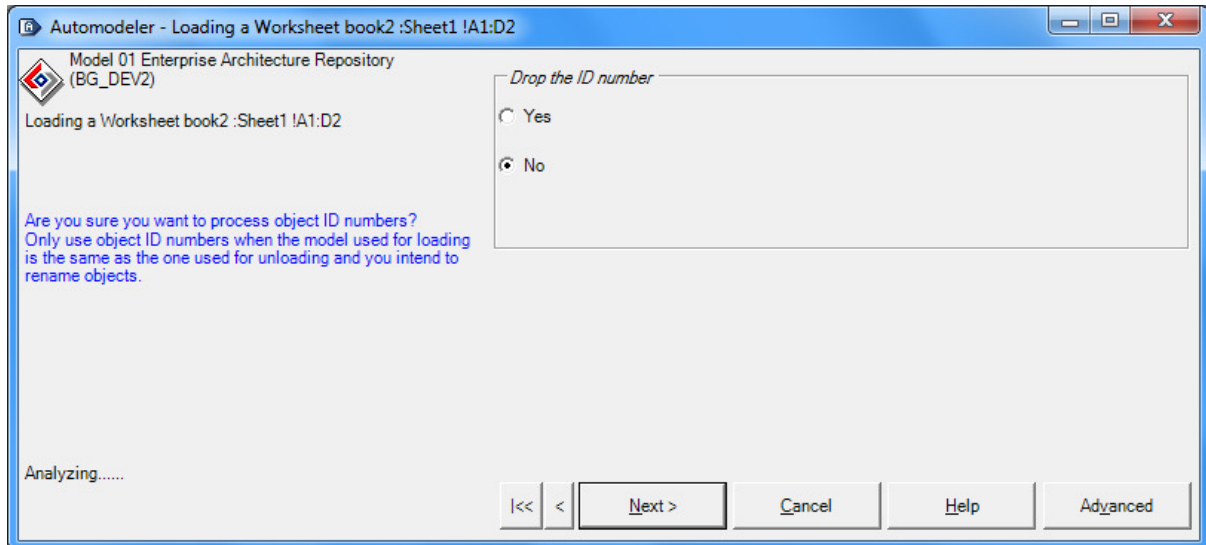 Automodeler - Loading a Worksheet book2 :Sheet1 !A1:D2
Model 01 Enterprise Architecture Repository
(BG_DEV2)
Loading a Worksheet book2 :Sheet1 !A1:D2
Are you sure you want to process object ID numbers?
Only use object ID numbers when the model used for loading
is the same as the one used for unloading and you intend to
rename objects.
Analyzing......
Drop the ID number
Yes
No
|<<
<
Next >
Cancel
Help
Advanced